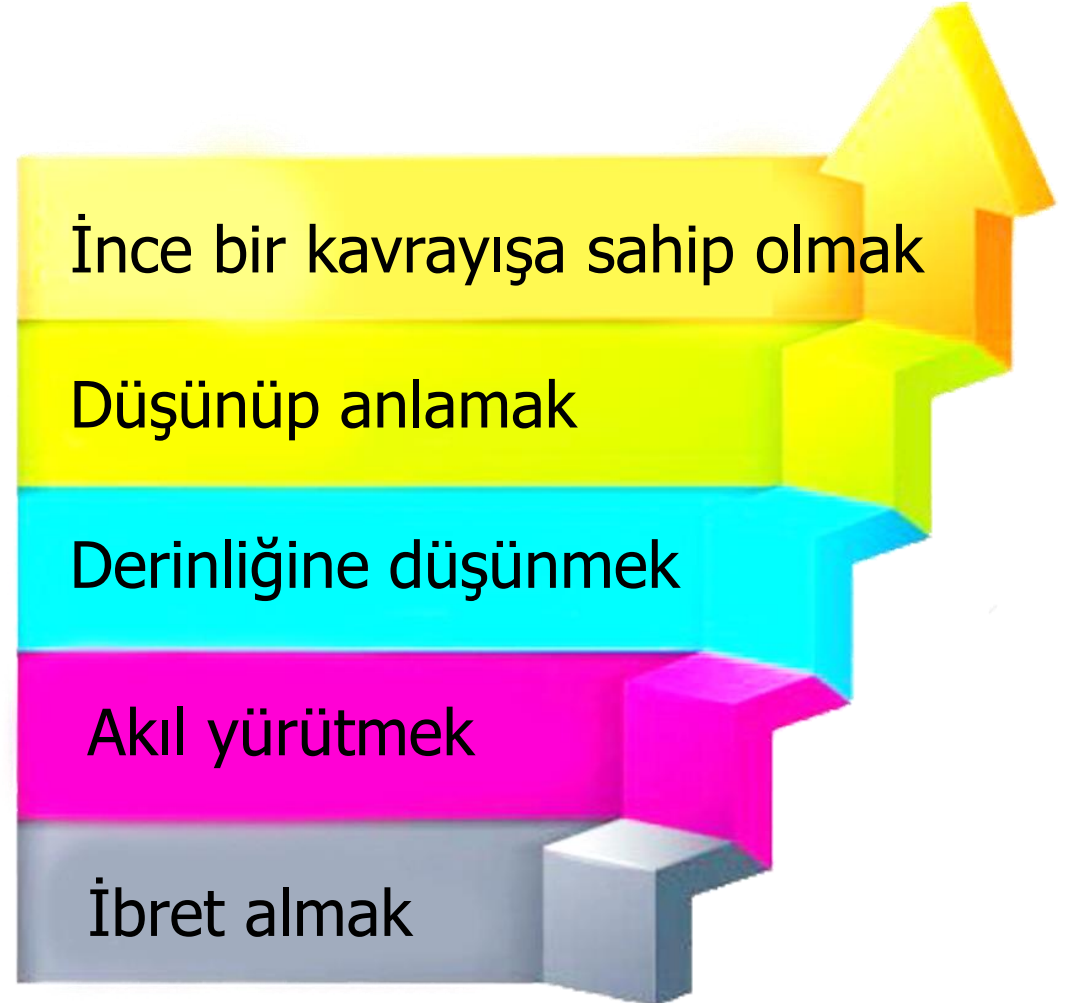 İnce bir kavrayışa sahip olmak
Düşünüp anlamak
Derinliğine düşünmek
Akıl yürütmek
İbret almak